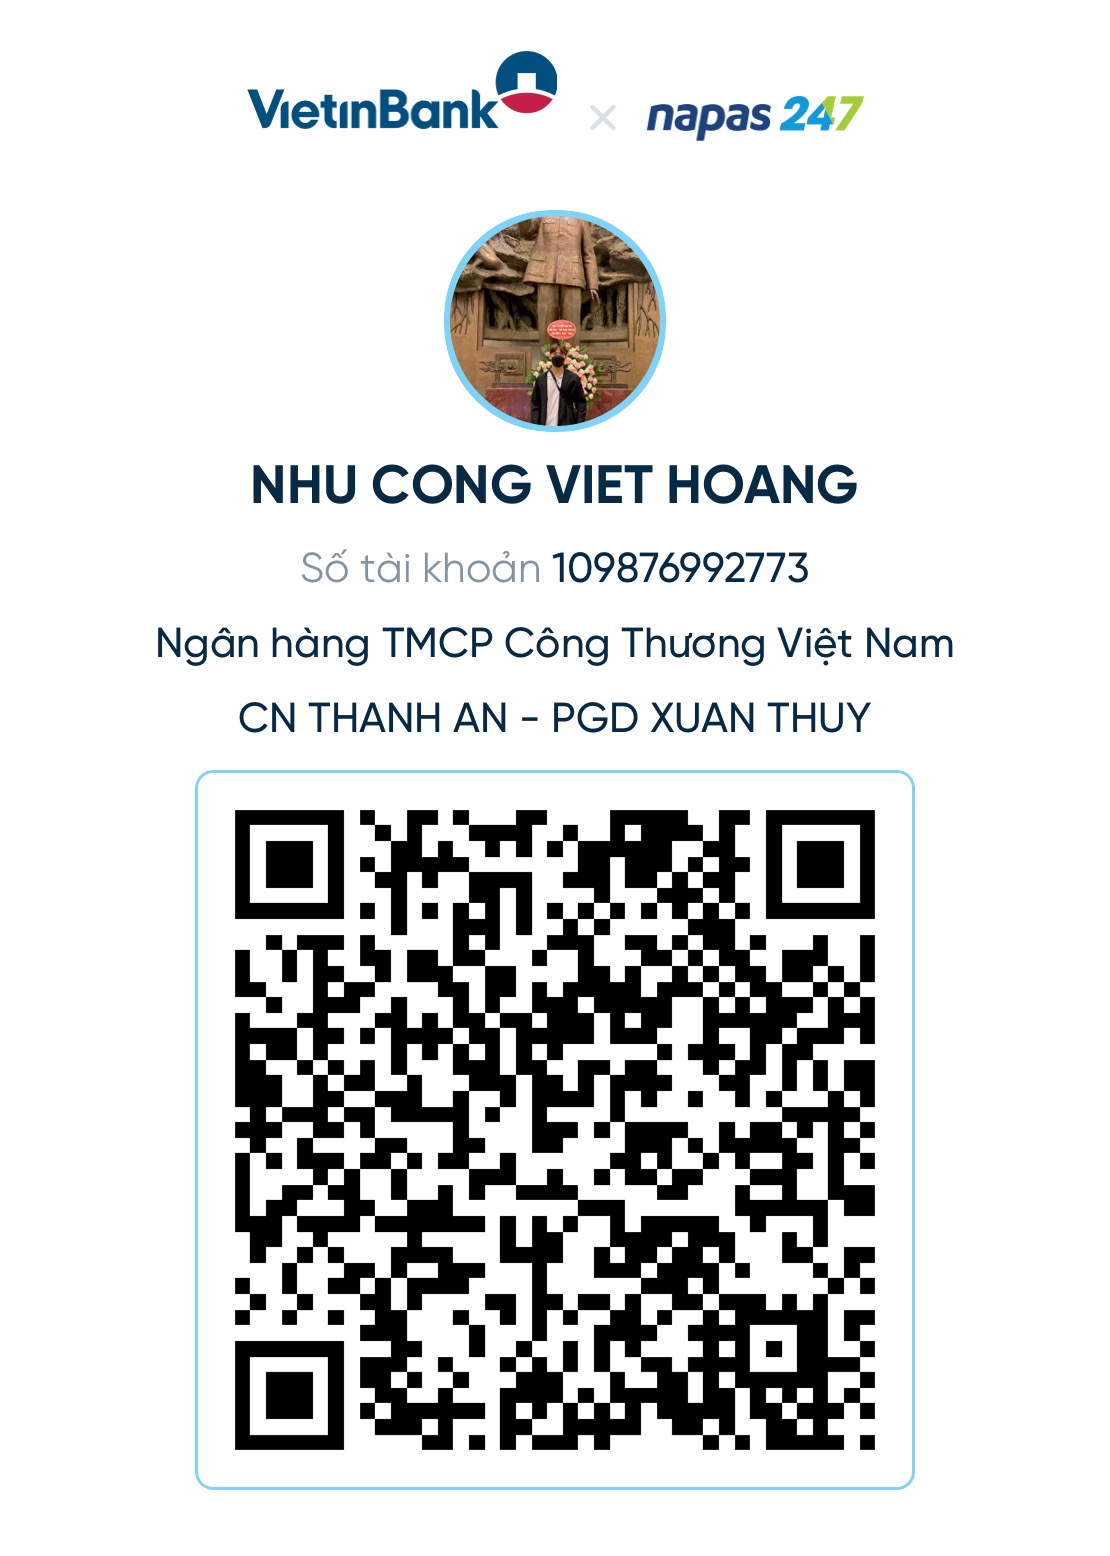 VietinBank × napas 247
NHU CONG VIET HOANG
Số tài khoản 109876992773
Ngân hàng TMCP Công Thương Việt Nam
CN THANH AN - PGD XUAN THUY